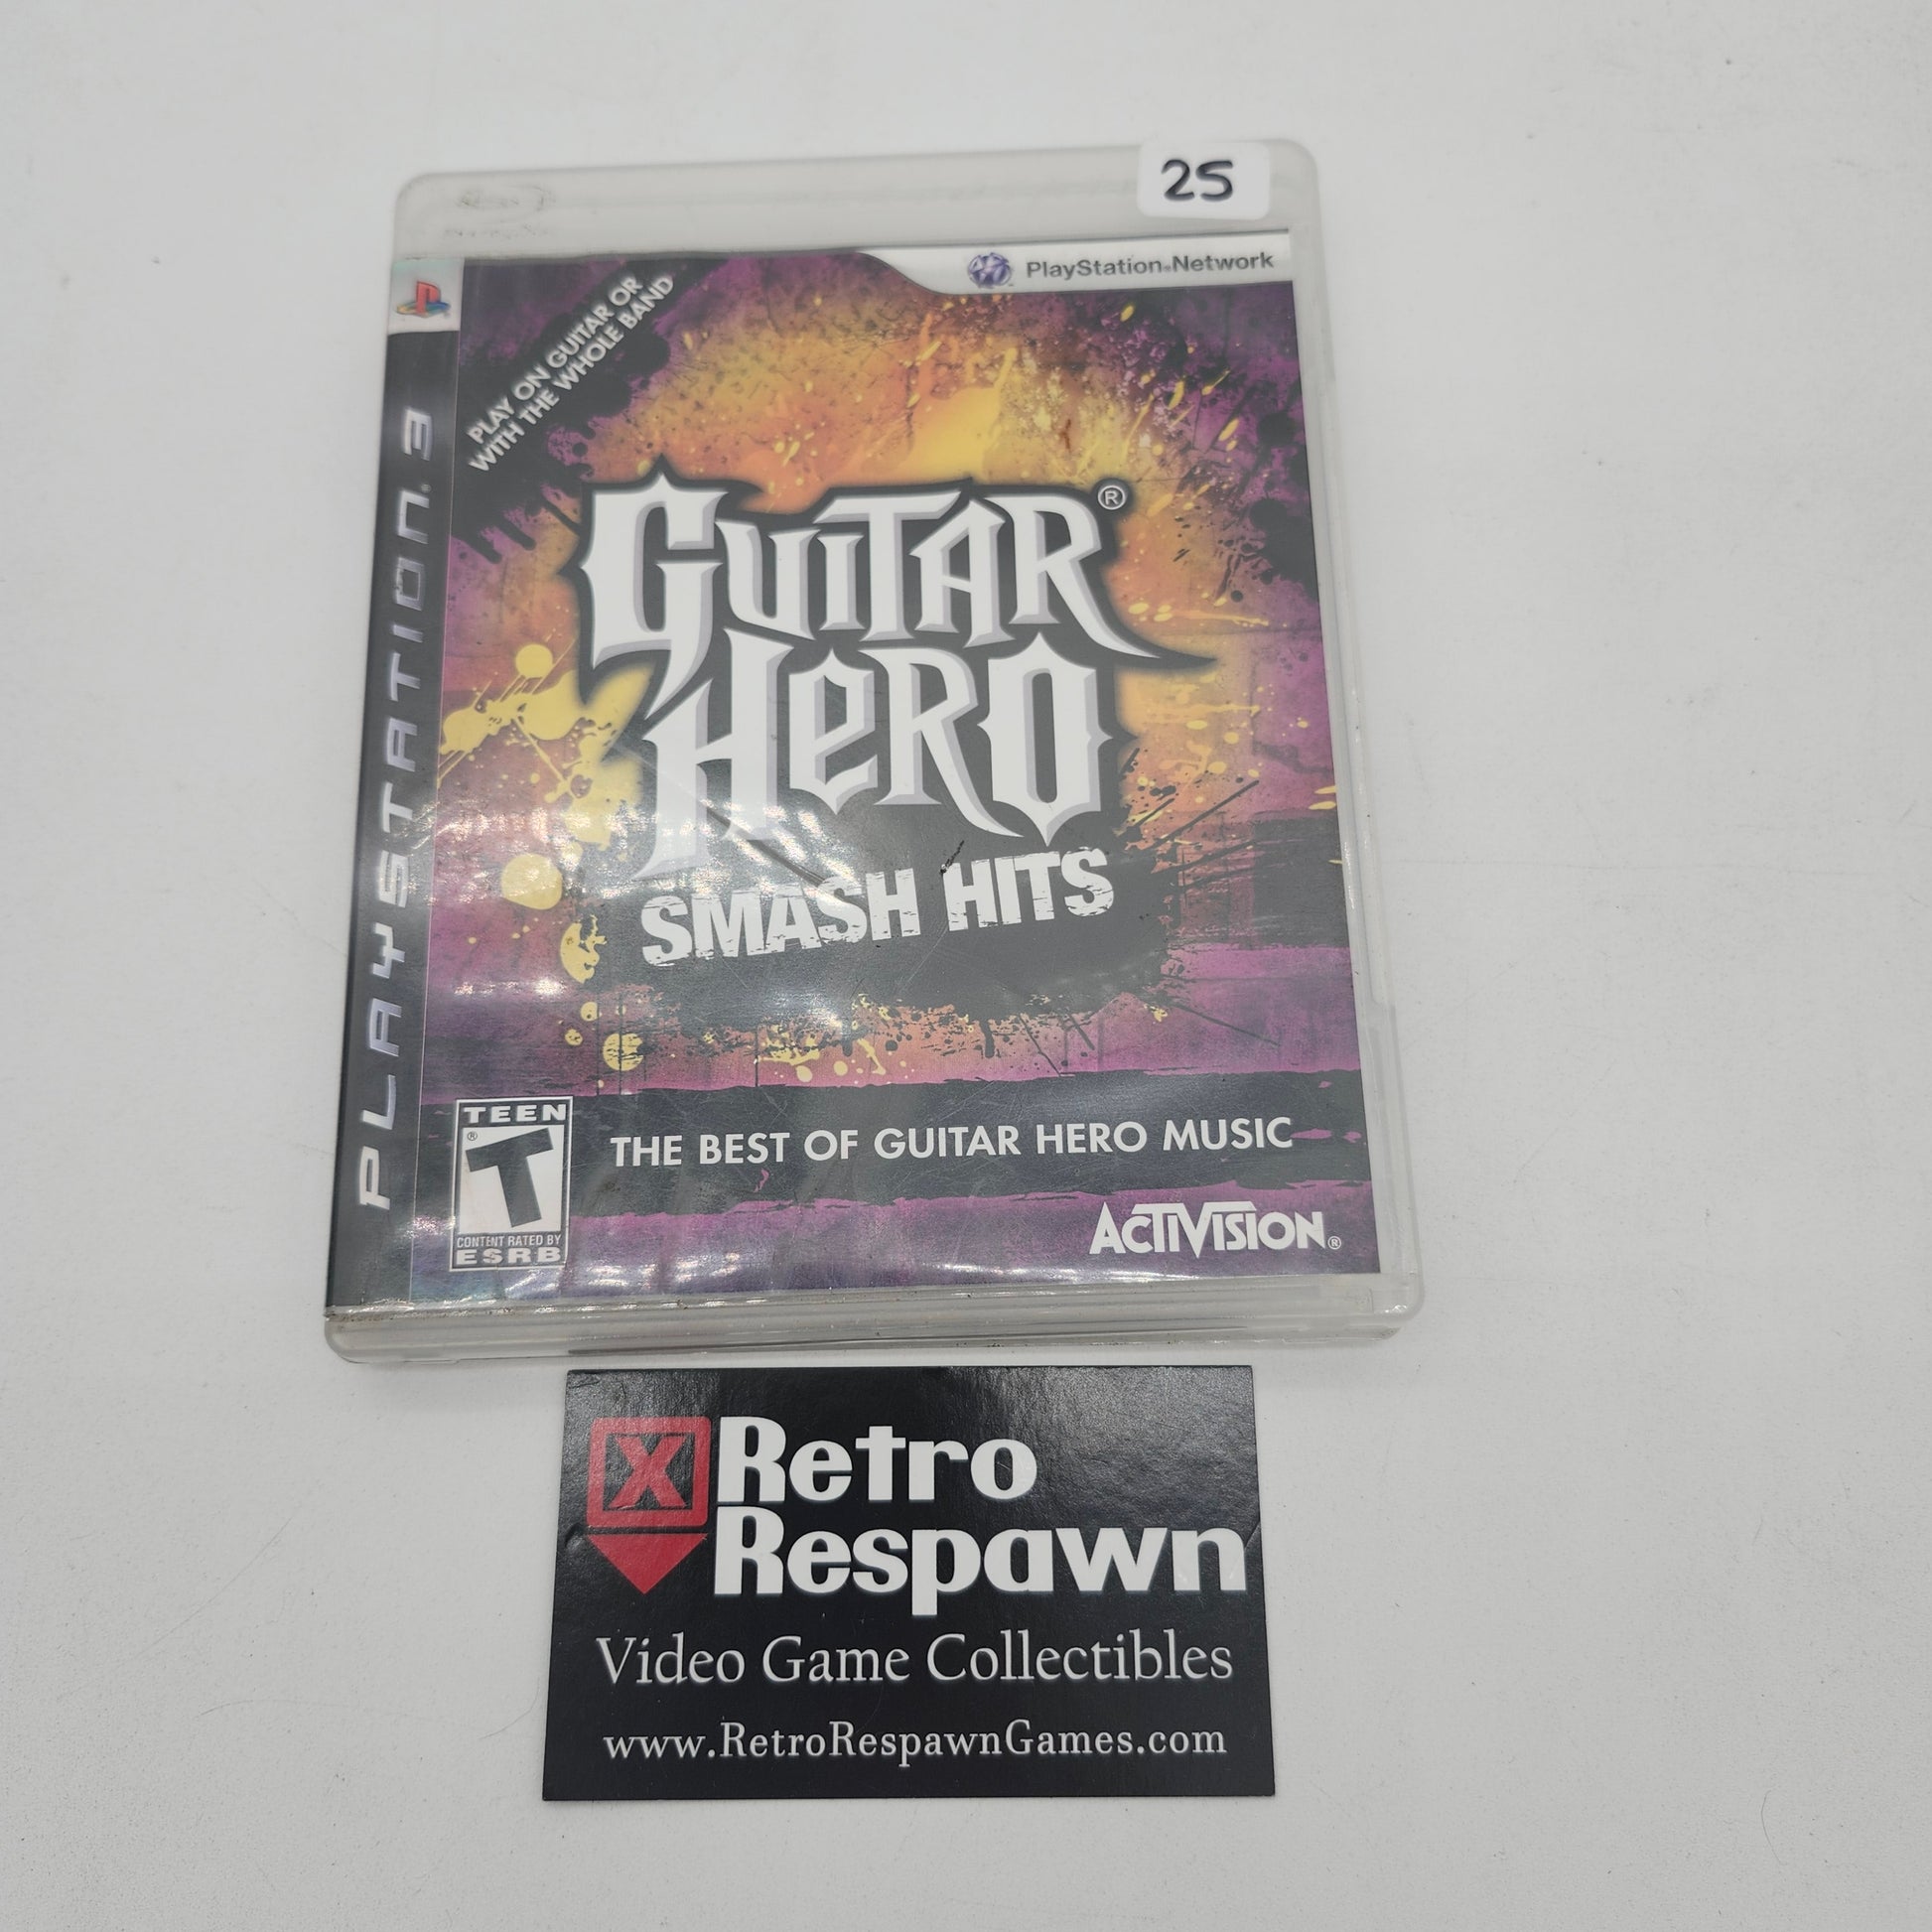 25
PlayStation®Network
PLAY ON GUITAR OR
WITH THE WHOLE BAND
PLAYSTATION®3
GUITAR®
HERO
SMASH HITS
TEEN
T®
CONTENT RATED BY
ESRB
THE BEST OF GUITAR HERO MUSIC
ACTIVISION®
X Retro
Respawn
Video Game Collectibles
www.RetroRespawnGames.com